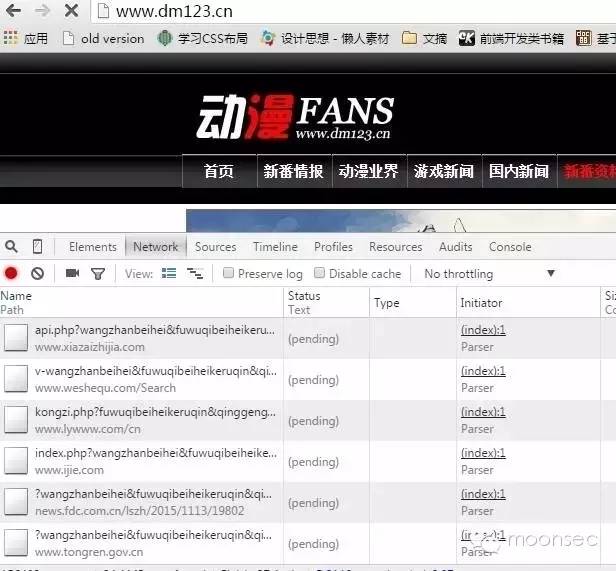 www.dm123.cn
应用 old version 学习CSS布局 设计思想 - 懒人素材 文摘 前端开发类书籍 基于
动漫FANS
www.dm123.cn
首页 新番情报 动漫业界 游戏新闻 国内新闻 新番资料
Elements Network Sources Timeline Profiles Resources Audits Console
View: Preserve log Disable cache No throttling
Name Status Type Initiator
Path Text
api.php?wangzhanbeihei&fuwuqibeiheikeru... (pending) (index):1
www.xiazaizhijia.com Parser
v-wangzhanbeihei&fuwuqibeiheikeruqin&qi... (pending) (index):1
www.weshequ.com/Search Parser
kongzi.php?fuwuqibeiheikeruqin&qinggeng... (pending) (index):1
www.lywww.com/cn Parser
index.php?wangzhanbeihei&fuwuqibeiheike... (pending) (index):1
www.ijie.com Parser
?wangzhanbeihei&fuwuqibeiheikeruqin&qi... (pending) (index):1
news.fdc.com.cn/lszh/2015/1113/19802 Parser
?wangzhanbeihei&fuwuqibeiheikeruqin&qi... (pending) (index):1
www.tongren.gov.cn Parser
moonsec